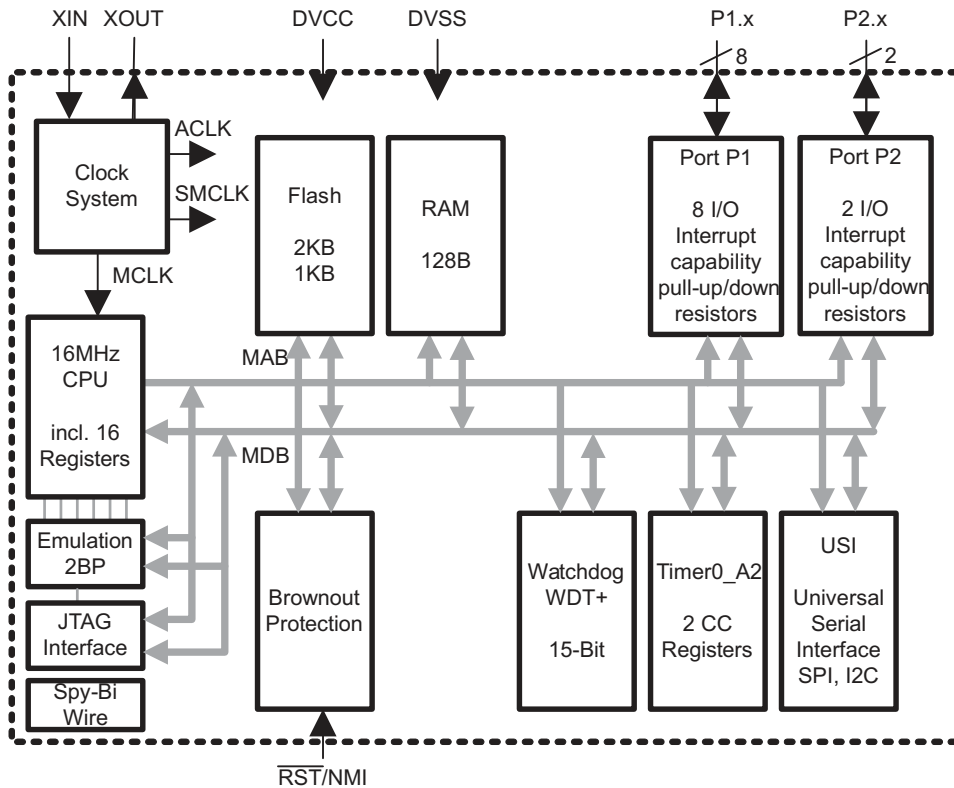 XIN XOUT DVCC DVSS P1.x P2.x
8 2
Clock
System
ACLK
SMCLK
MCLK
Flash
2KB
1KB
RAM
128B
Port P1
8 I/O
Interrupt
capability
pull-up/down
resistors
Port P2
2 I/O
Interrupt
capability
pull-up/down
resistors
16MHz
CPU
incl. 16
Registers
MAB
MDB
Emulation
2BP
JTAG
Interface
Spy-Bi
Wire
Brownout
Protection
Watchdog
WDT+
15-Bit
Timer0_A2
2 CC
Registers
USI
Universal
Serial
Interface
SPI, I2C
RST/NMI